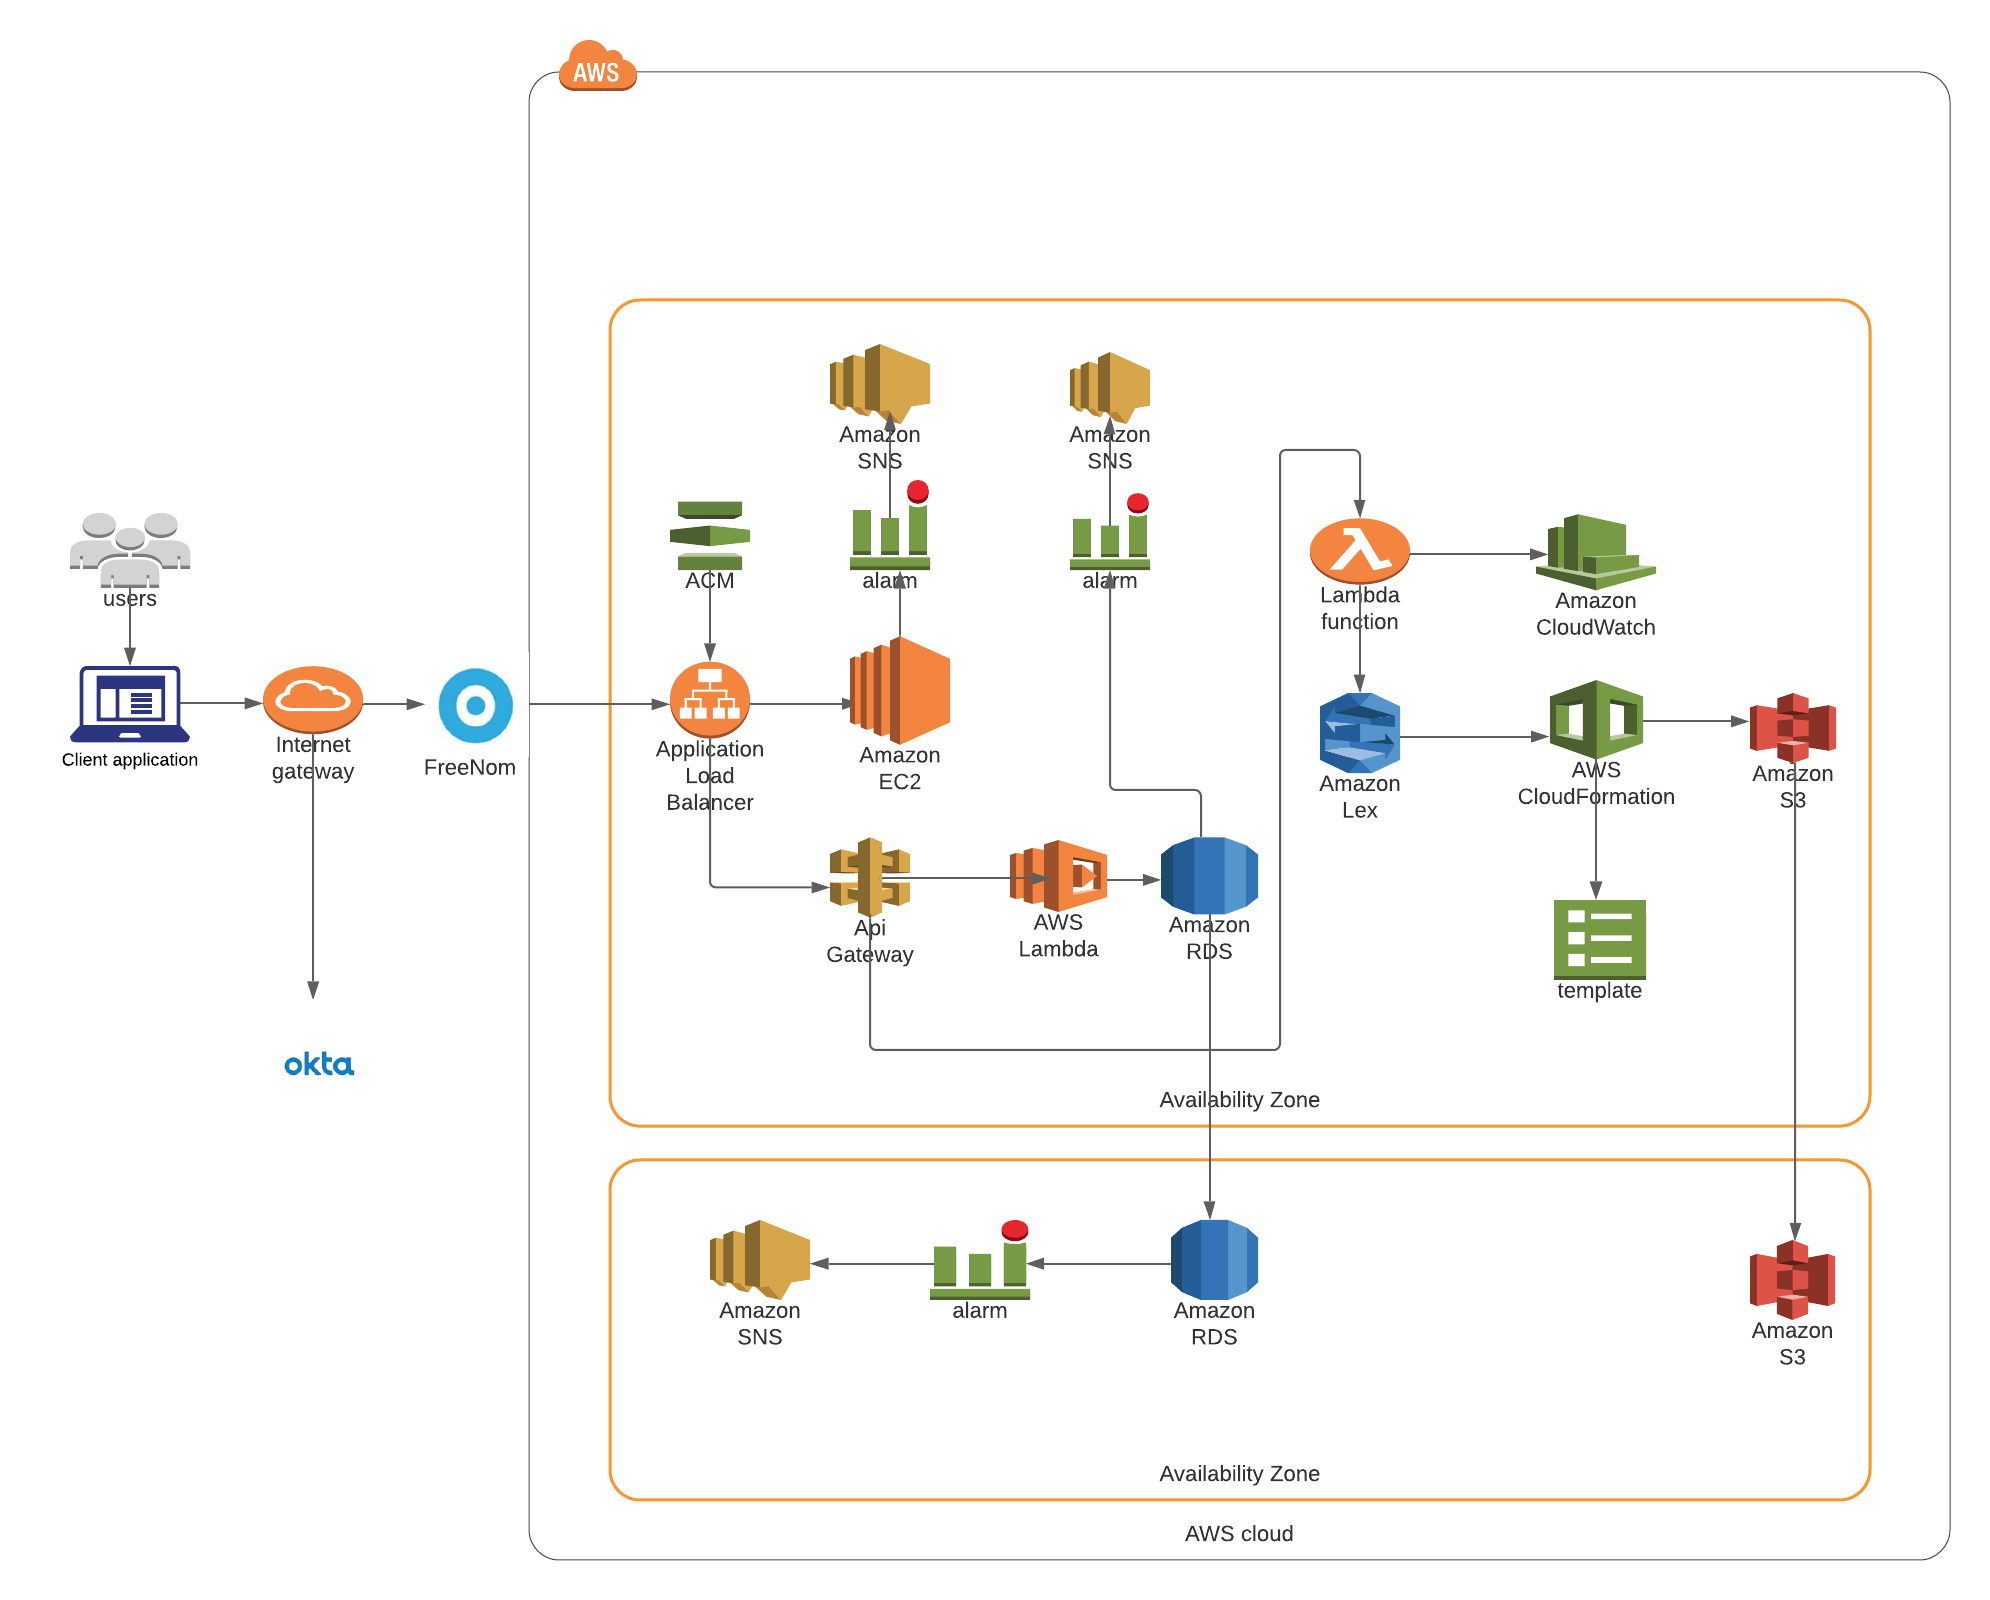 AWS
Amazon
SNS
Amazon
SNS
ACM
alarm
alarm
users
Lambda
function
Amazon
CloudWatch
Client application
Internet
gateway
FreeNom
Application
Load
Balancer
Amazon
EC2
Amazon
Lex
AWS
CloudFormation
Amazon
S3
Api
Gateway
AWS
Lambda
Amazon
RDS
template
okta
Availability Zone
Amazon
SNS
alarm
Amazon
RDS
Amazon
S3
Availability Zone
AWS cloud